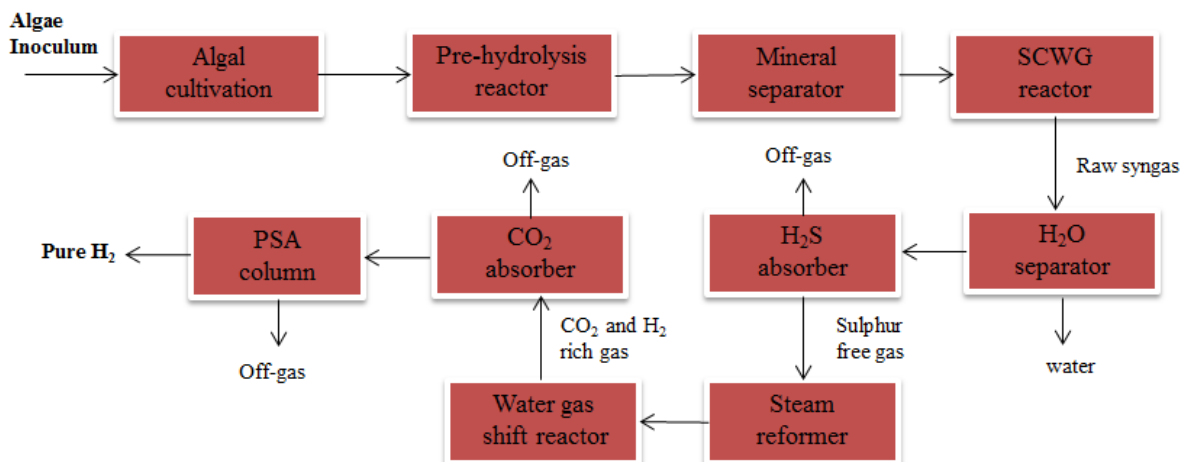 Algae
Inoculum
Algal
cultivation
Pre-hydrolysis
reactor
Mineral
separator
SCWG
reactor
Raw syngas
H₂O
separator
water
Off-gas
H₂S
absorber
Sulphur
free gas
Steam
reformer
Water gas
shift reactor
CO₂ and H₂
rich gas
Off-gas
CO₂
absorber
PSA
column
Off-gas
Pure H₂